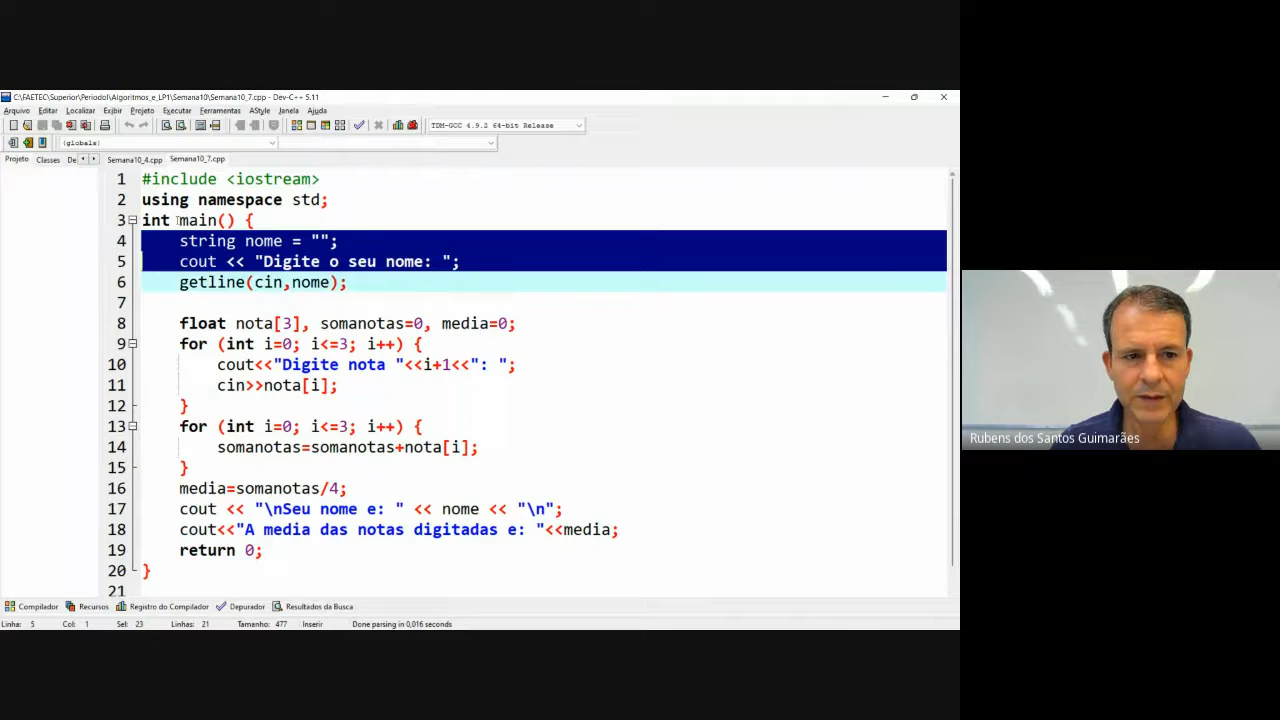 C:\FAETEC\Superior\PeriodoI\Algoritmos_e_LP1\Semana10\Semana10_7.cpp - Dev-C++ 5.11
Arquivo Editar Localizar Exibir Projeto Executar Ferramentas AStyle Janela Ajuda
TDM-GCC 4.9.2 64-bit Release
(globals)
Projeto Classes De Semana10_4.cpp Semana10_7.cpp
1 #include <iostream>
2 using namespace std;
3 int main() {
4 string nome = "";
5 cout << "Digite o seu nome: ";
6 getline(cin,nome);
7
8 float nota[3], somanotas=0, media=0;
9 for (int i=0; i<=3; i++) {
10 cout<<"Digite nota "<<i+1<<": ";
11 cin>>nota[i];
12 }
13 for (int i=0; i<=3; i++) {
14 somanotas=somanotas+nota[i];
15 }
16 media=somanotas/4;
17 cout << "\nSeu nome e: " << nome << "\n";
18 cout<<"A media das notas digitadas e: "<<media;
19 return 0;
20 }
21
Compilador Recursos Registro do Compilador Depurador Resultados da Busca
Linha: 5 Col: 1 Sel: 23 Linhas: 21 Tamanho: 477 Inserir Done parsing in 0,016 seconds
Rubens dos Santos Guimarães